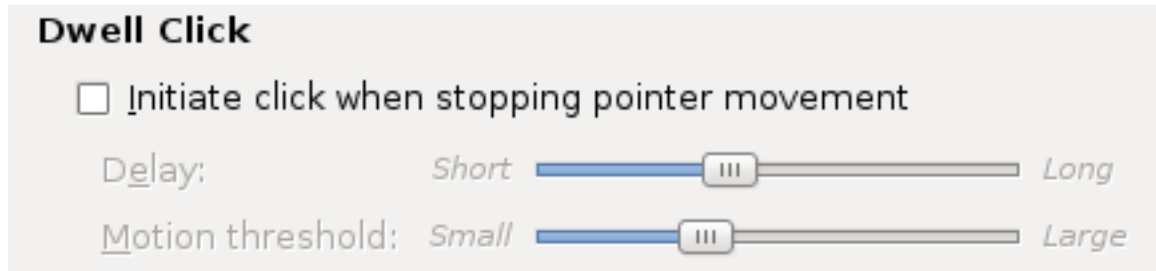 Dwell Click
Initiate click when stopping pointer movement
Delay: Short Long
Motion threshold: Small Large